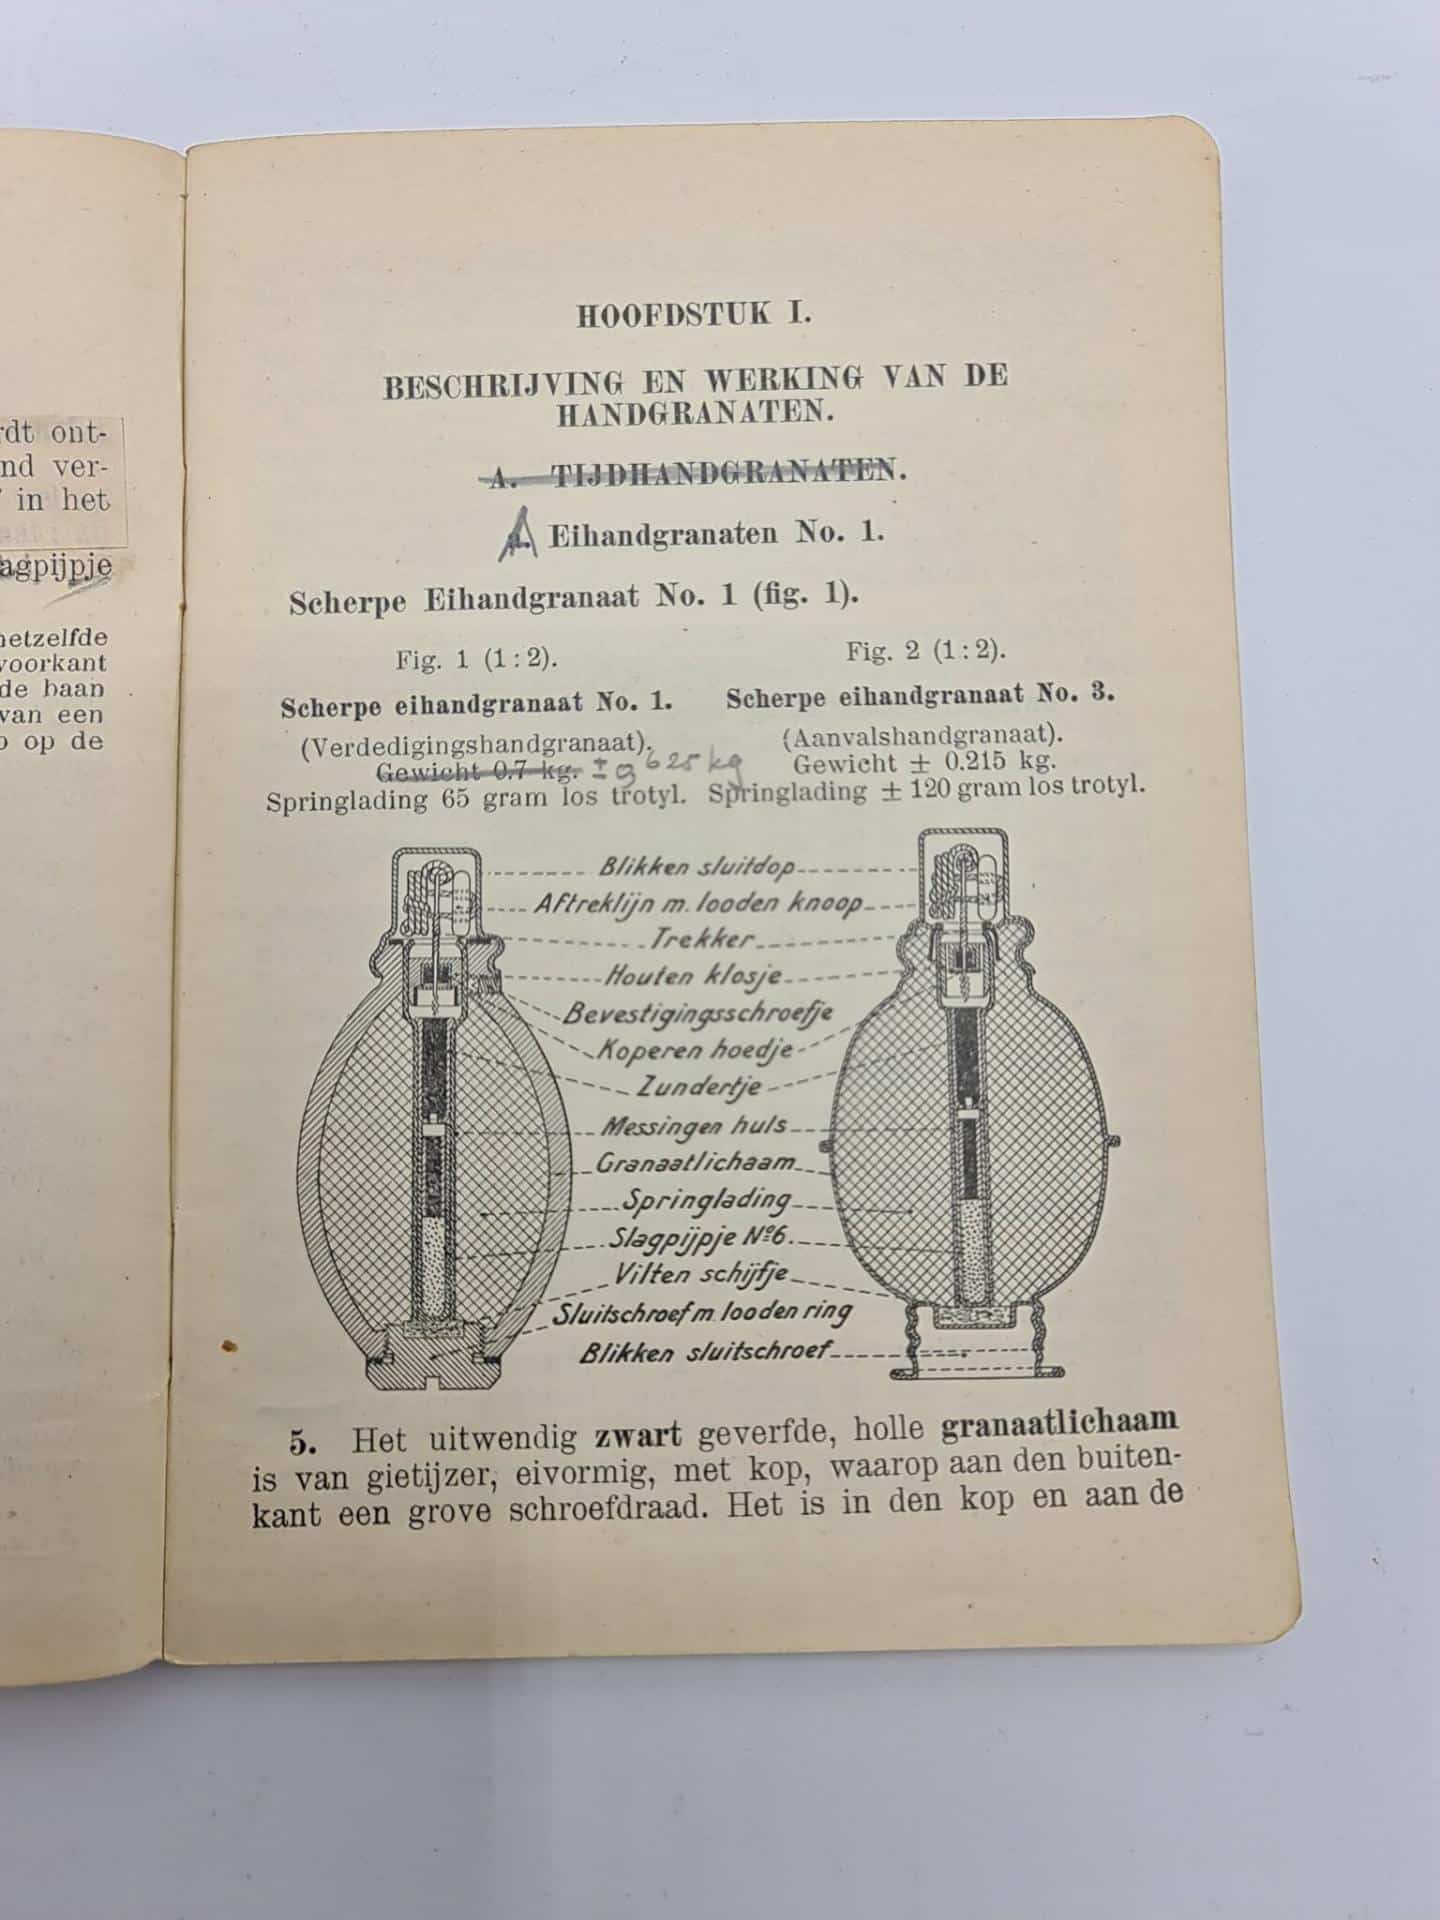 rdt ont-
nd ver-
in het
agpijpje
hetzelfde
voorkant
de baan
van een
op de
HOOFDSTUK I.
BESCHRIJVING EN WERKING VAN DE
HANDGRANATEN.
A. TIJDHANDGRANATEN.
A Eihandgranaten No. 1.
Scherpe Eihandgranaat No. 1 (fig. 1).
Fig. 1 (1 : 2).
Scherpe eihandgranaat No. 1.
(Verdedigingshandgranaat).
Gewicht 0.7 kg. ± 0,625 kg
Springlading 65 gram los trotyl.
Fig. 2 (1 : 2).
Scherpe eihandgranaat No. 3.
(Aanvalshandgranaat).
Gewicht ± 0.215 kg.
Springlading ± 120 gram los trotyl.
Blikken sluitdop
Aftreklijn m. looden knoop
Trekker
Houten klosje
Bevestigingsschroefje
Koperen hoedje
Zundertje
Messingen huls
Granaatlichaam
Springlading
Slagpijpje No6.
Vilten schijfje
Sluitschroef m. looden ring
Blikken sluitschroef
5. Het uitwendig zwart geverfde, holle granaatlichaam
is van gietijzer, eivormig, met kop, waarop aan den buiten-
kant een grove schroefdraad. Het is in den kop en aan de